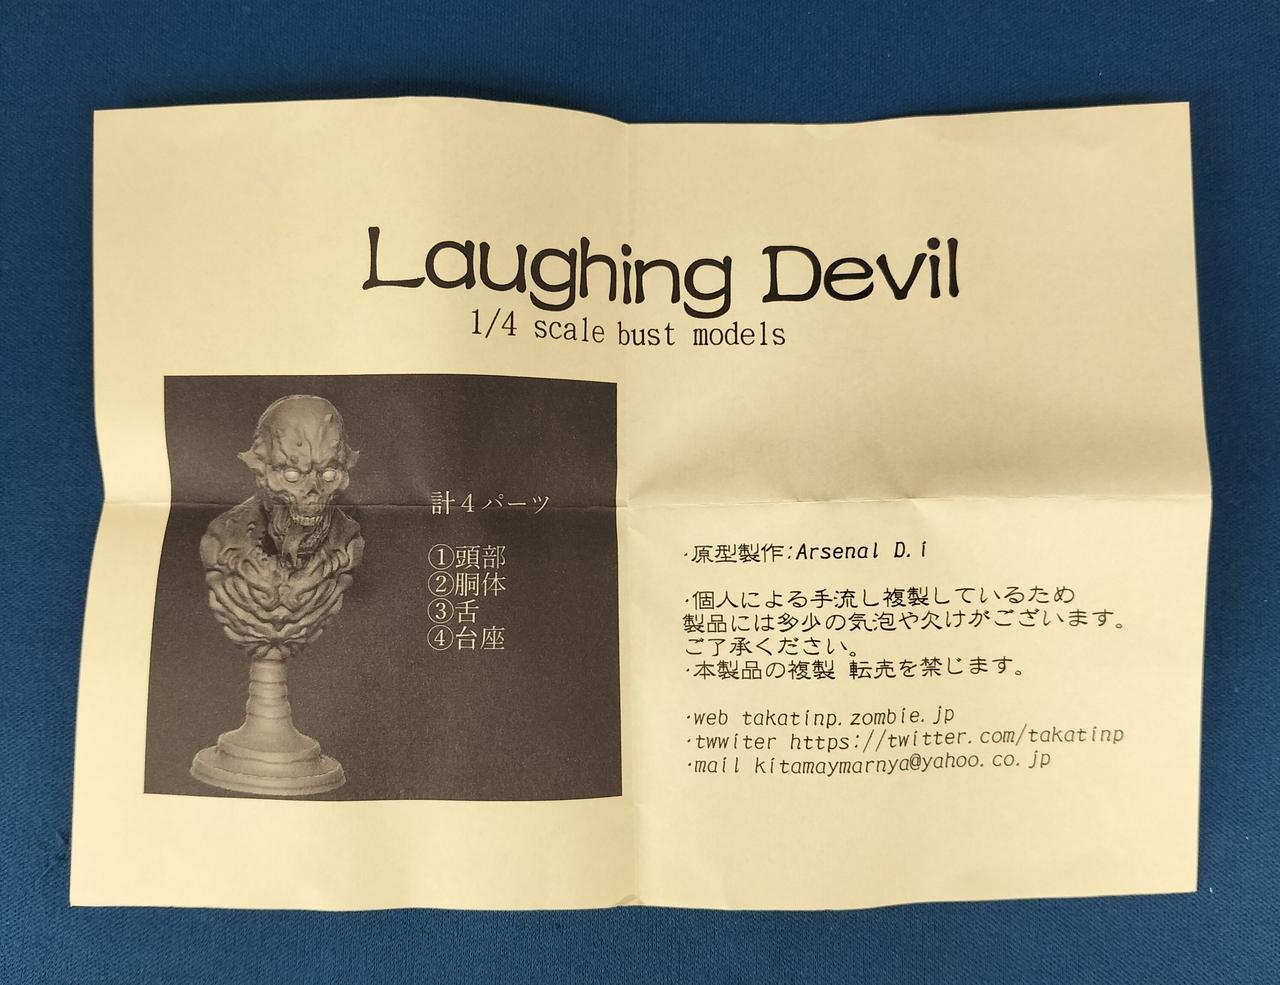 Laughing Devil
1/4 scale bust models
計４パーツ
①頭部
②胴体
③舌
④台座
・原型製作:Arsenal D.i
・個人による手流し複製しているため
製品には多少の気泡や欠けがございます。
ご了承ください。
・本製品の複製 転売を禁じます。
・web takatinp.zombie.jp
・twwiter https://twitter.com/takatinp
・mail kitamaymarnya@yahoo.co.jp